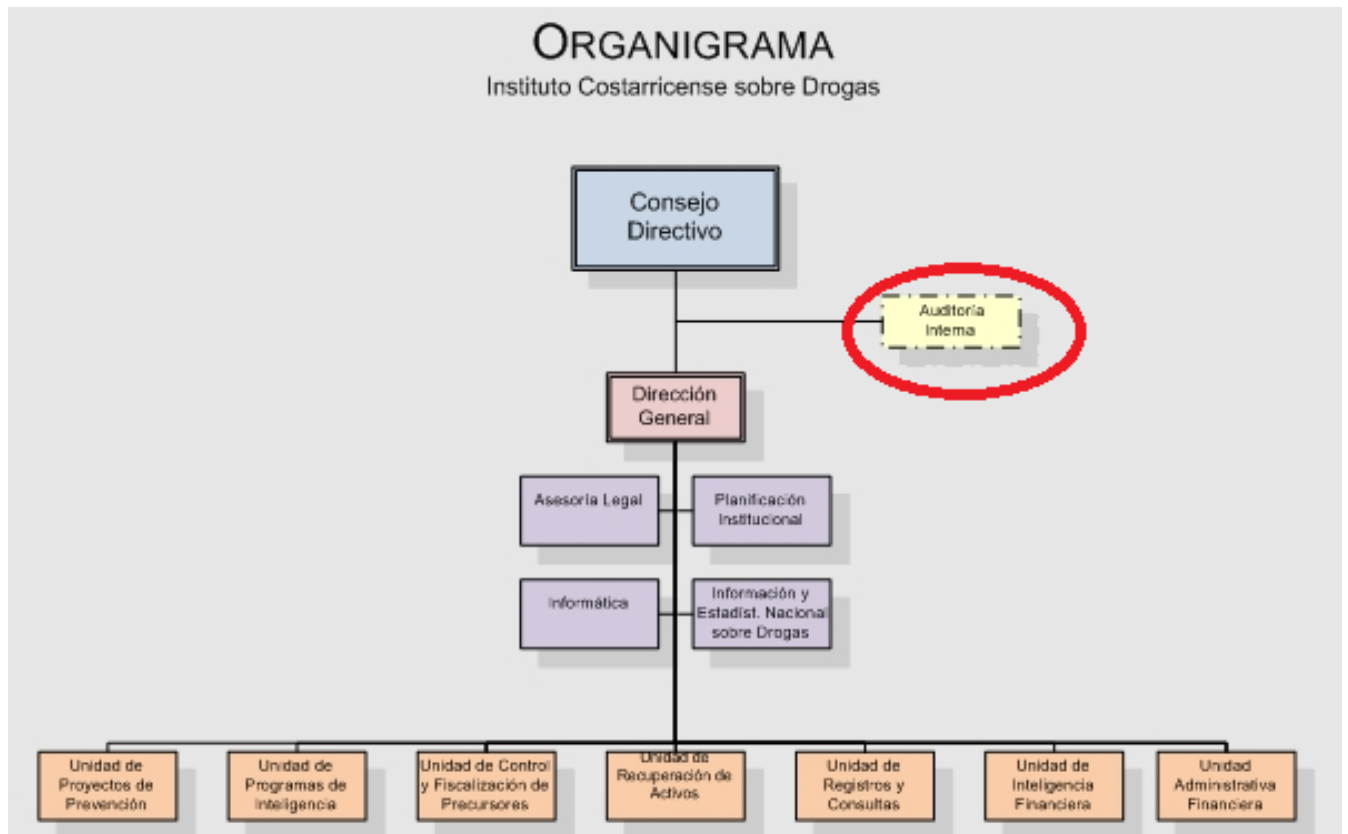 ORGANIGRAMA
Instituto Costarricense sobre Drogas
Consejo
Directivo
Auditoría
Interna
Dirección
General
Asesoría Legal
Planificación
Institucional
Informática
Información y
Estadíst. Nacional
sobre Drogas
Unidad de
Proyectos de
Prevención
Unidad de
Programas de
Inteligencia
Unidad de Control
y Fiscalización de
Precursores
Unidad de
Recuperación de
Activos
Unidad de
Registros y
Consultas
Unidad de
Inteligencia
Financiera
Unidad
Administrativa
Financiera